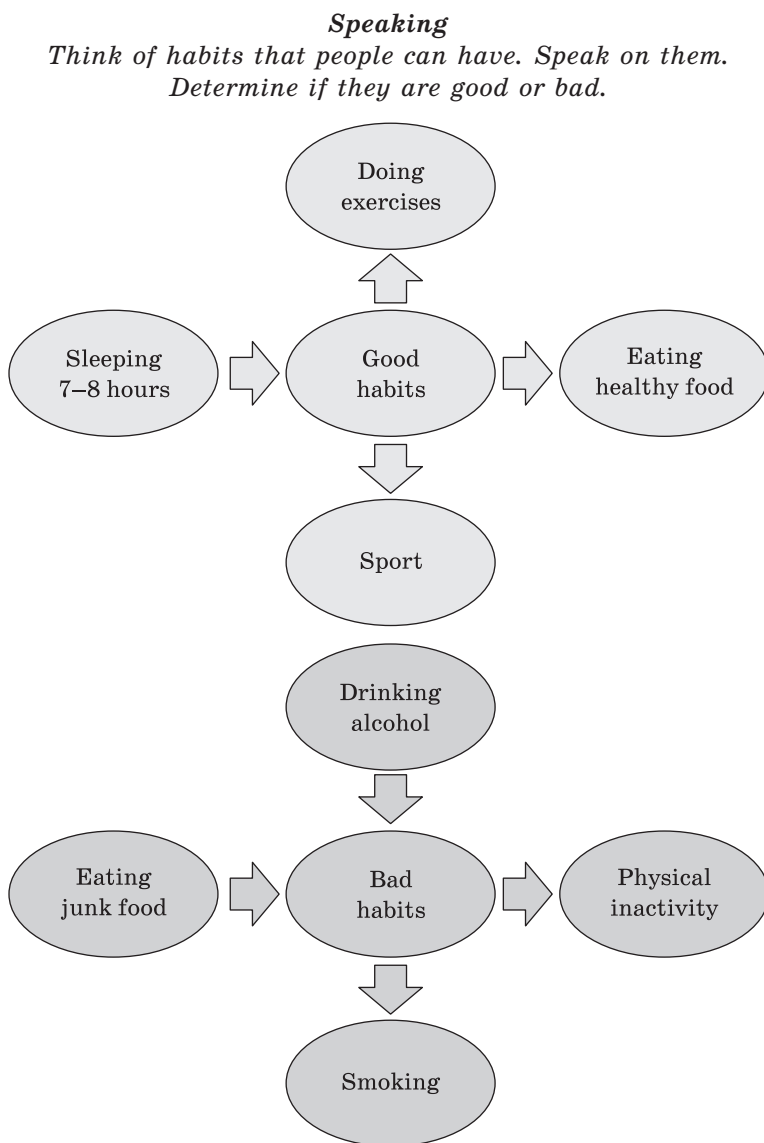 Speaking
Think of habits that people can have. Speak on them.
Determine if they are good or bad.
Doing
exercises
Sleeping
7–8 hours
Good
habits
Eating
healthy food
Sport
Drinking
alcohol
Eating
junk food
Bad
habits
Physical
inactivity
Smoking